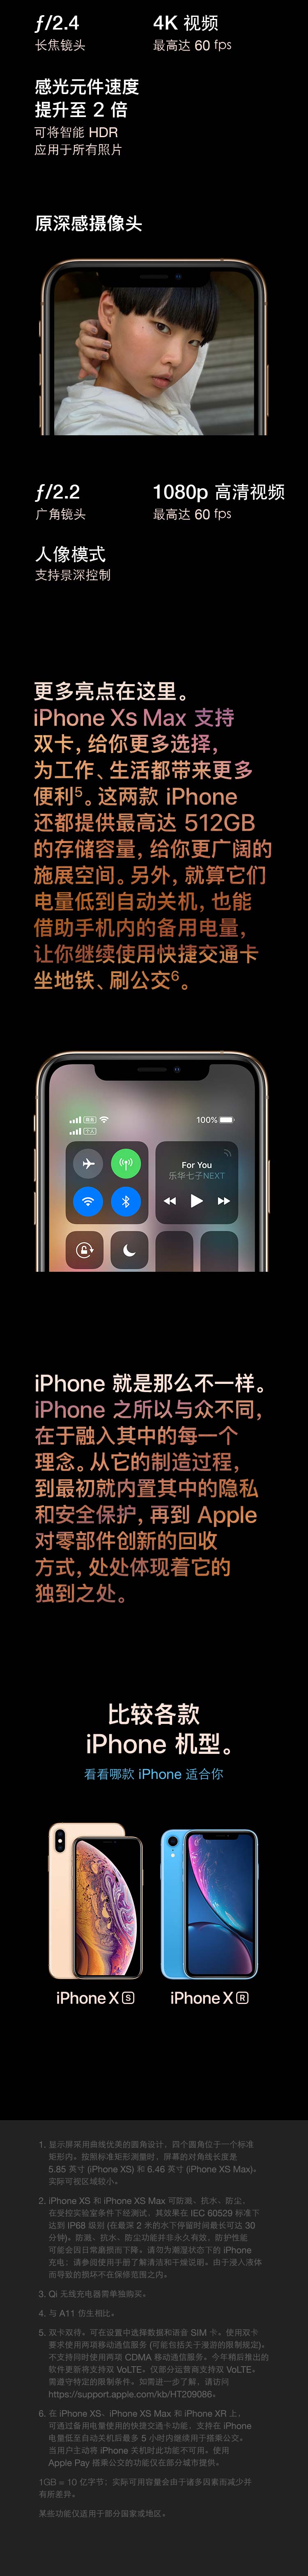 ƒ/2.4
长焦镜头
4K 视频
最高达 60 fps
感光元件速度
提升至 2 倍
可将智能 HDR
应用于所有照片
原深感摄像头
ƒ/2.2
广角镜头
1080p 高清视频
最高达 60 fps
人像模式
支持景深控制
更多亮点在这里。
iPhone Xs Max 支持
双卡，给你更多选择，
为工作、生活都带来更多
便利5。这两款 iPhone
还都提供最高达 512GB
的存储容量，给你更广阔的
施展空间。另外，就算它们
电量低到自动关机，也能
借助手机内的备用电量，
让你继续使用快捷交通卡
坐地铁、刷公交6。
100%
For You
乐华七子NEXT
iPhone 就是那么不一样。
iPhone 之所以与众不同，
在于融入其中的每一个
理念。从它的制造过程，
到最初就内置其中的隐私
和安全保护，再到 Apple
对零部件创新的回收
方式，处处体现着它的
独到之处。
比较各款
iPhone 机型。
看看哪款 iPhone 适合你
iPhone XS
iPhone XR
1. 显示屏采用曲线优美的圆角设计，四个圆角位于一个标准
矩形内。按照标准矩形测量时，屏幕的对角线长度是
5.85 英寸 (iPhone XS) 和 6.46 英寸 (iPhone XS Max)。
实际可视区域较小。
2. iPhone XS 和 iPhone XS Max 可防溅、抗水、防尘，
在受控实验室条件下经测试，其效果在 IEC 60529 标准下
达到 IP68 级别 (在最深 2 米的水下停留时间最长可达 30
分钟)。防溅、抗水、防尘功能并非永久有效，防护性能
可能会因日常磨损而下降。请勿为潮湿状态下的 iPhone
充电；请参阅使用手册了解清洁和干燥说明。由于浸入液体
而导致的损坏不在保修范围之内。
3. Qi 无线充电器需单独购买。
4. 与 A11 仿生相比。
5. 双卡双待。可在设置中选择数据和语音 SIM 卡。使用双卡
要求使用两项移动通信服务 (可能包括关于漫游的限制规定)。
不支持同时使用两项 CDMA 移动通信服务。今年稍后推出的
软件更新将支持双 VoLTE。仅部分运营商支持双 VoLTE。
需遵守特定的限制条件。如需进一步了解，请访问
https://support.apple.com/kb/HT209086。
6. 在 iPhone XS、iPhone XS Max 和 iPhone XR 上，
可通过备用电量使用的快捷交通卡功能，支持在 iPhone
电量低至自动关机后最多 5 小时内继续用于搭乘公交。
当用户主动将 iPhone 关机时此功能不可用。使用
Apple Pay 搭乘公交的功能仅在部分城市提供。
1GB = 10 亿字节；实际可用容量会由于诸多因素而减少并
有所差异。
某些功能仅适用于部分国家或地区。